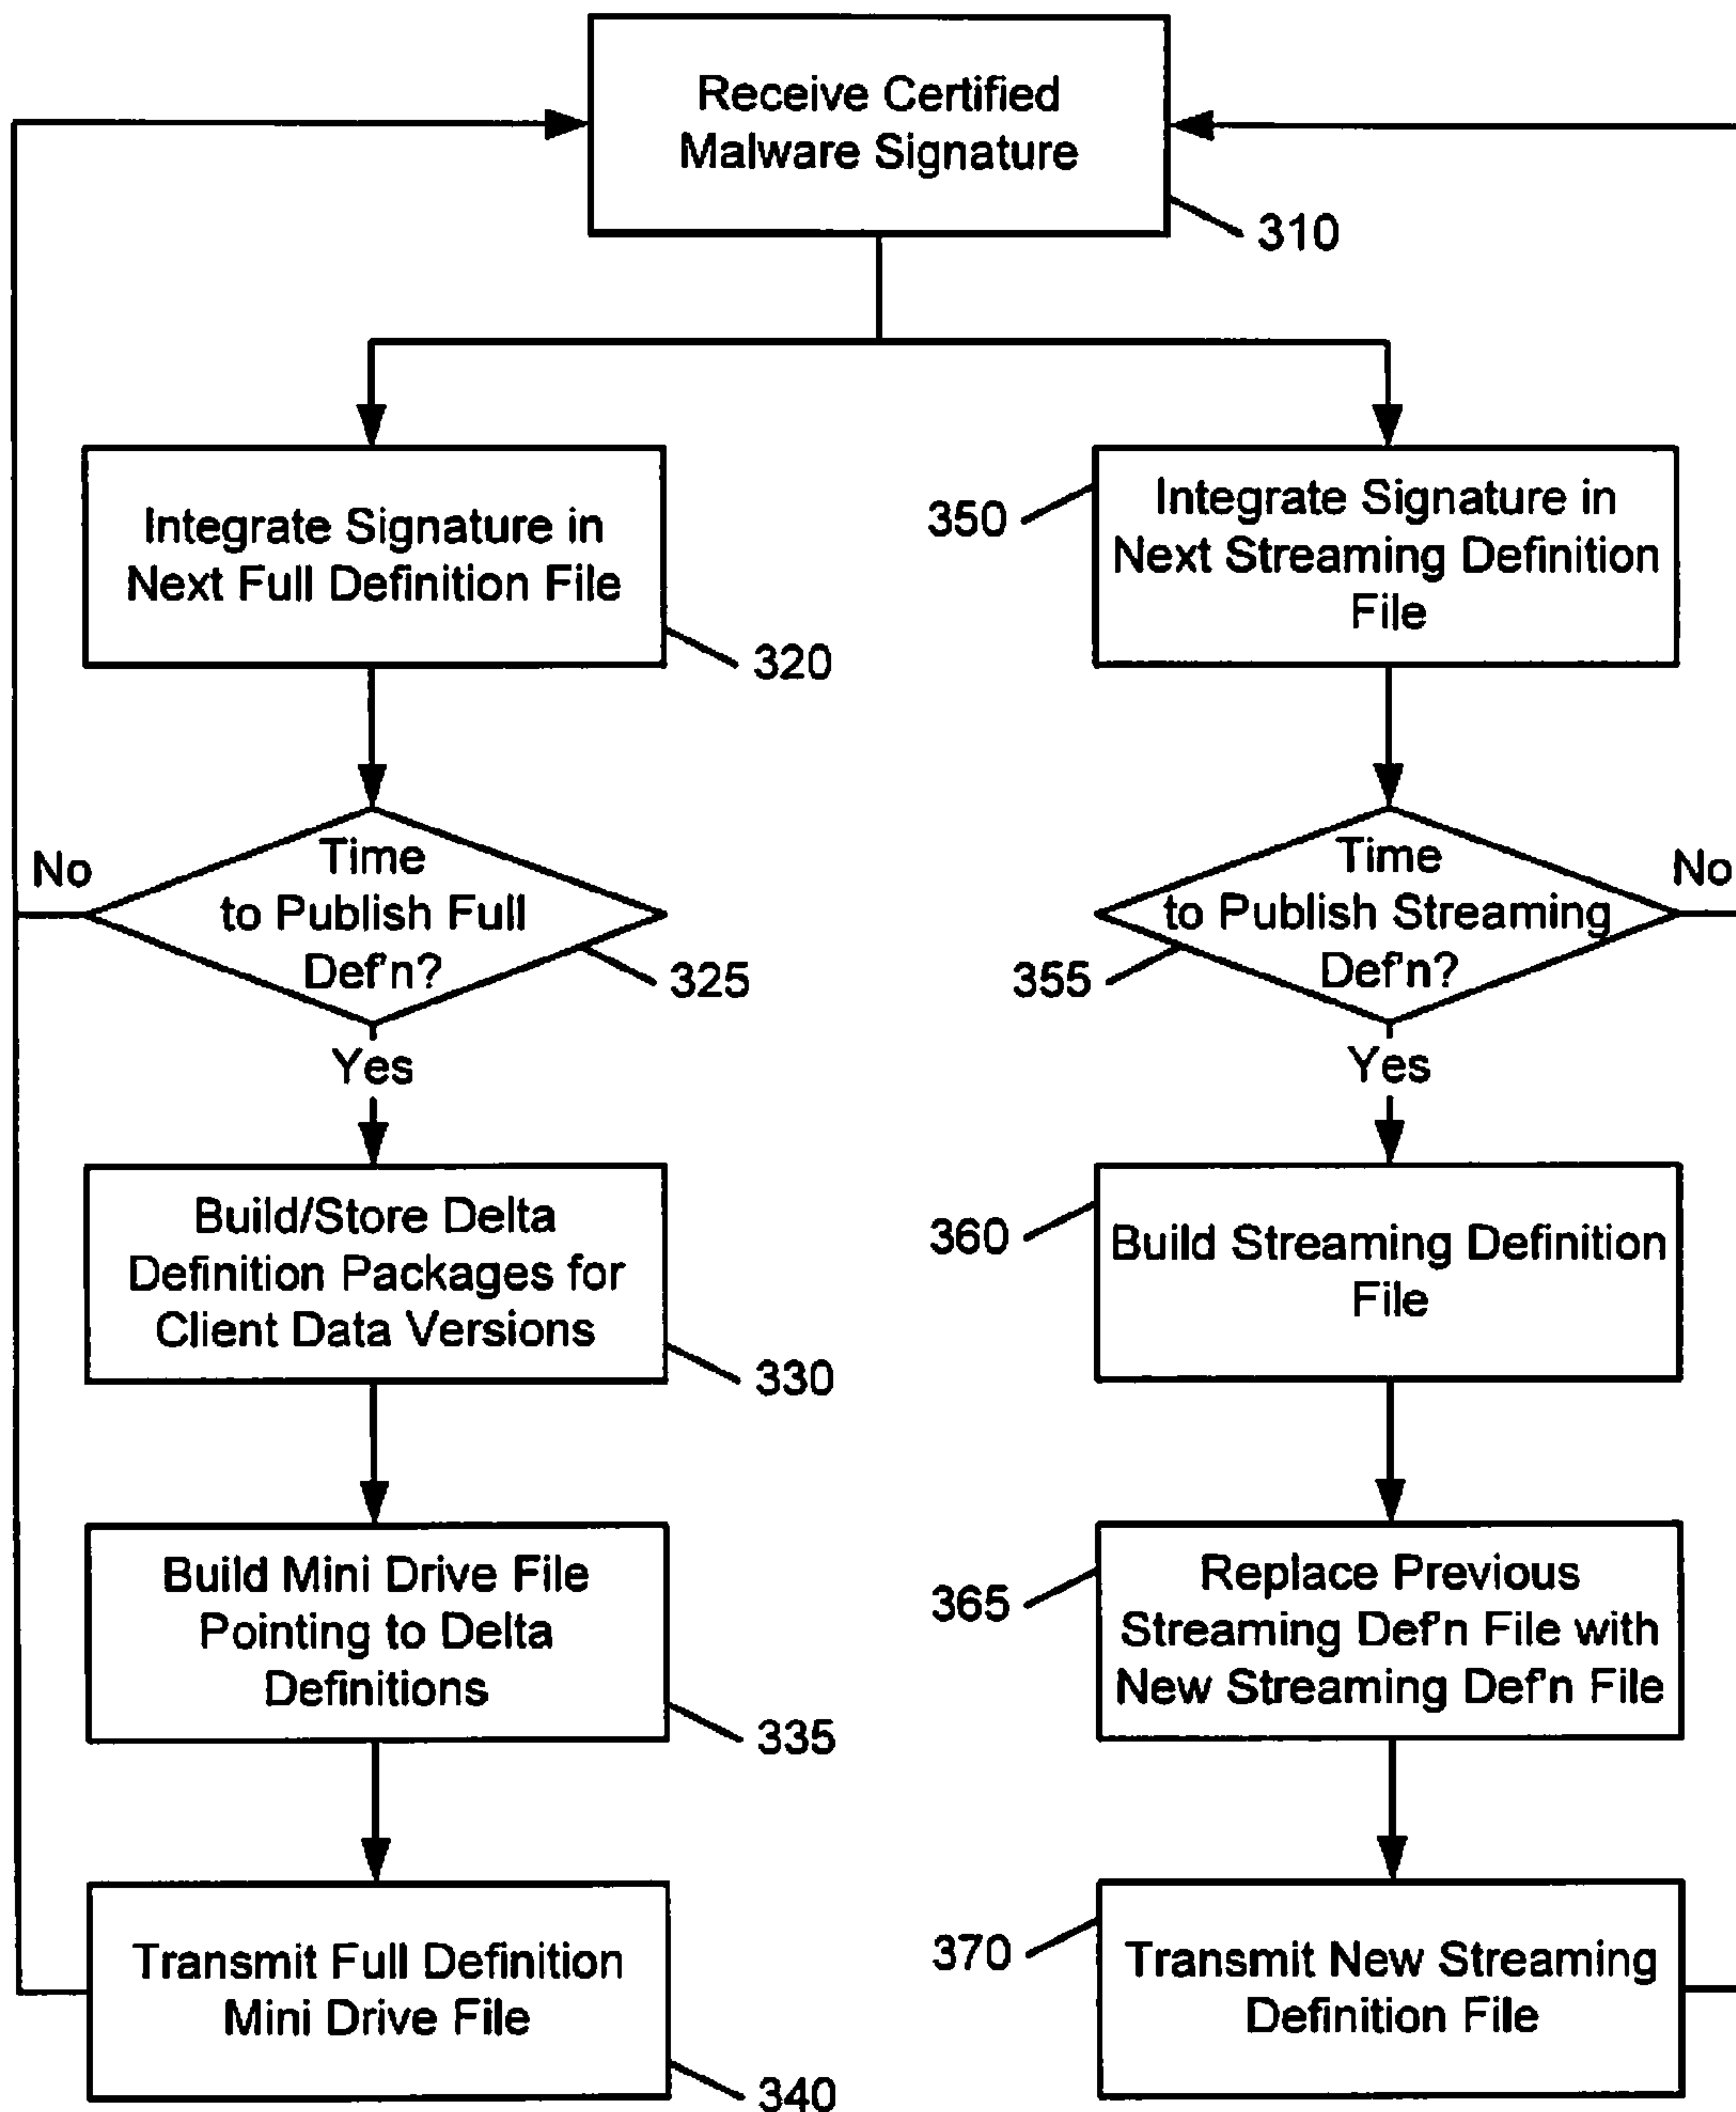 Receive Certified
Malware Signature
310
Integrate Signature in
Next Full Definition File
320
Time
to Publish Full
Def'n?
No
325
Yes
Build/Store Delta
Definition Packages for
Client Data Versions
330
Build Mini Drive File
Pointing to Delta
Definitions
335
Transmit Full Definition
Mini Drive File
340
350
Integrate Signature in
Next Streaming Definition
File
Time
to Publish Streaming
Def'n?
No
355
Yes
360
Build Streaming Definition
File
365
Replace Previous
Streaming Def'n File with
New Streaming Def'n File
370
Transmit New Streaming
Definition File